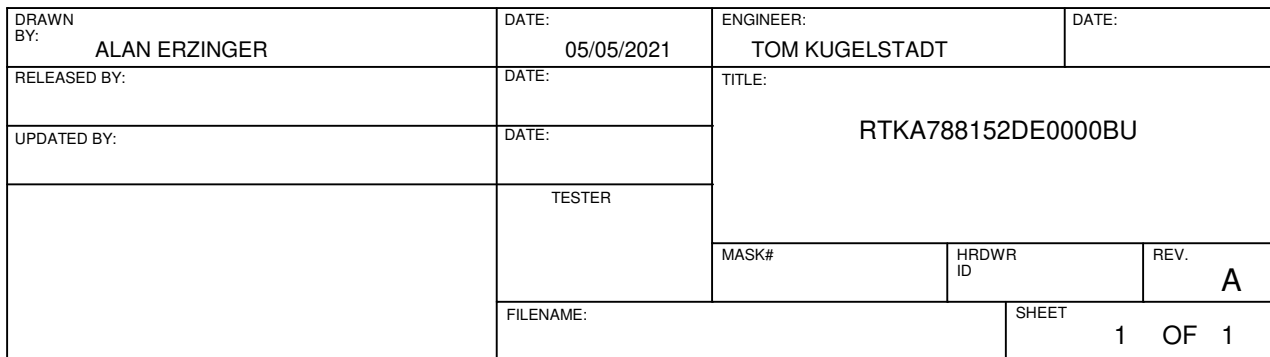 DRAWN
BY:
ALAN ERZINGER
DATE:
05/05/2021
ENGINEER:
TOM KUGELSTADT
DATE:
RELEASED BY:
DATE:
TITLE:
RTKA788152DE0000BU
UPDATED BY:
DATE:
TESTER
MASK#
HRDWR
ID
REV.
A
FILENAME:
SHEET
1 OF 1